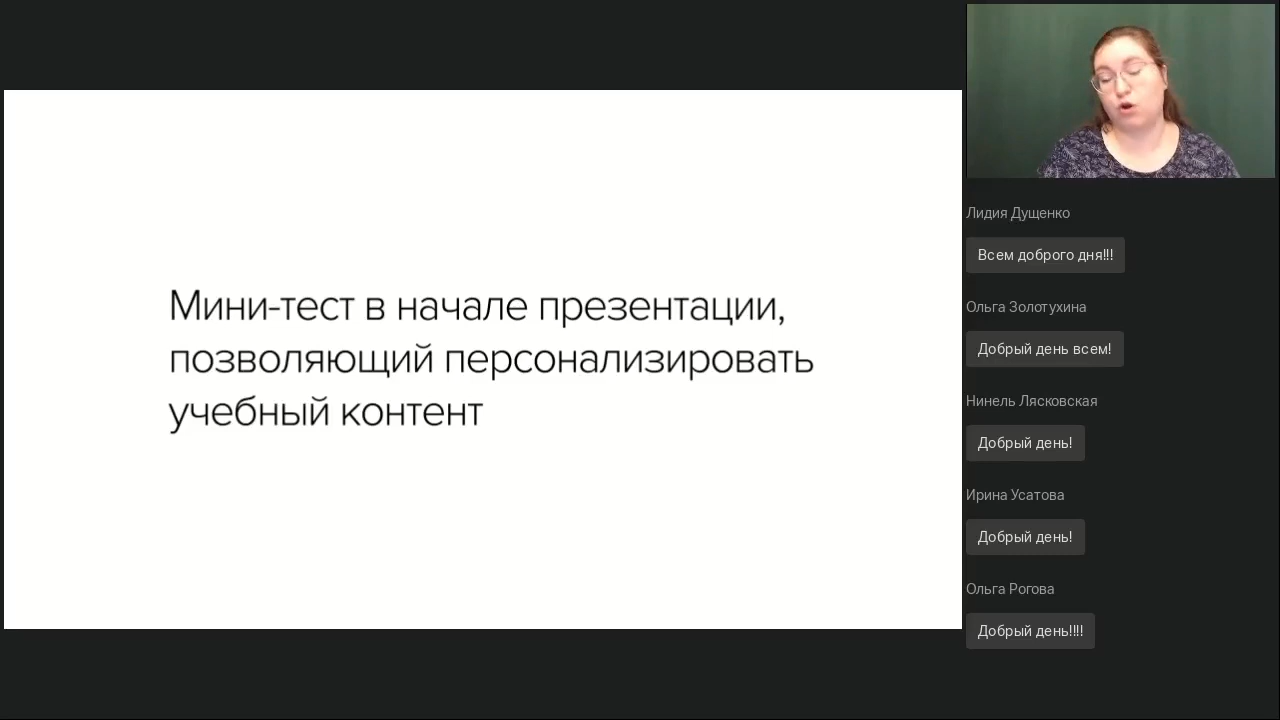 Мини-тест в начале презентации,
позволяющий персонализировать
учебный контент
Лидия Дущенко
Всем доброго дня!!!
Ольга Золотухина
Добрый день всем!
Нинель Лясковская
Добрый день!
Ирина Усатова
Добрый день!
Ольга Рогова
Добрый день!!!!